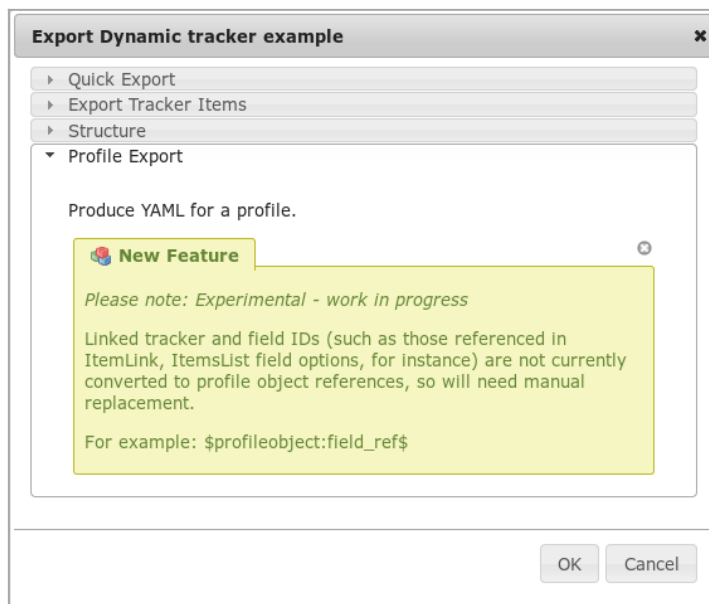 Export Dynamic tracker example
Quick Export
Export Tracker Items
Structure
Profile Export
Produce YAML for a profile.
New Feature
Please note: Experimental - work in progress
Linked tracker and field IDs (such as those referenced in
ItemLink, ItemsList field options, for instance) are not currently
converted to profile object references, so will need manual
replacement.
For example: $profileobject:field_ref$
OK Cancel